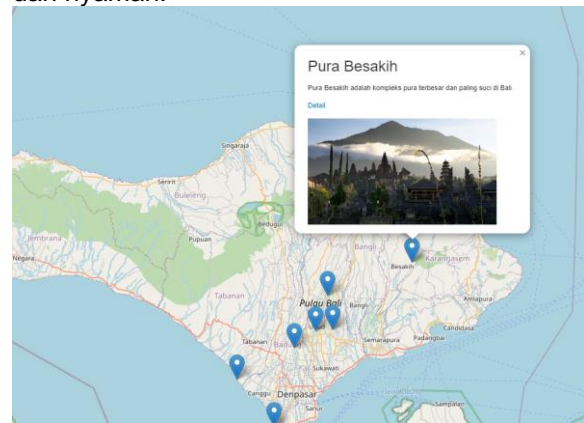 dan nyaman.
Pura Besakih
×
Pura Besakih adalah kompleks pura terbesar dan paling suci di Bali.
Detail
Singaraja
Seririt
Buleleng
Bedugul
Jembrana
Pupuan
Negara
Bangli
Karangasem
Besakih
Tabanan
Pulau Bali
Bangli
Amlapura
Candidasa
Tabanan
Badung
Semarapura
Padangbai
Sukawati
Canggu
Denpasar
Sanur
Sampalan